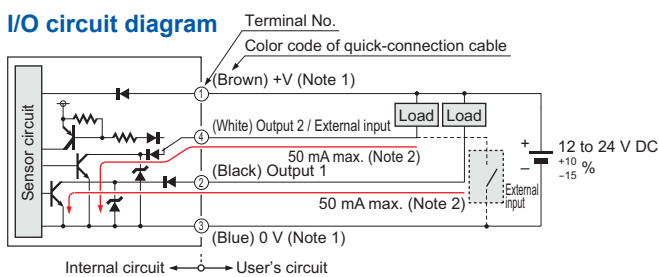 I/O circuit diagram
Terminal No.
Color code of quick-connection cable
(Brown) +V (Note 1)
1
Sensor circuit
Load
Load
(White) Output 2 / External input
4
+
12 to 24 V DC
+10
−15 %
−
50 mA max. (Note 2)
(Black) Output 1
2
External
input
50 mA max. (Note 2)
3
(Blue) 0 V (Note 1)
Internal circuit
User's circuit